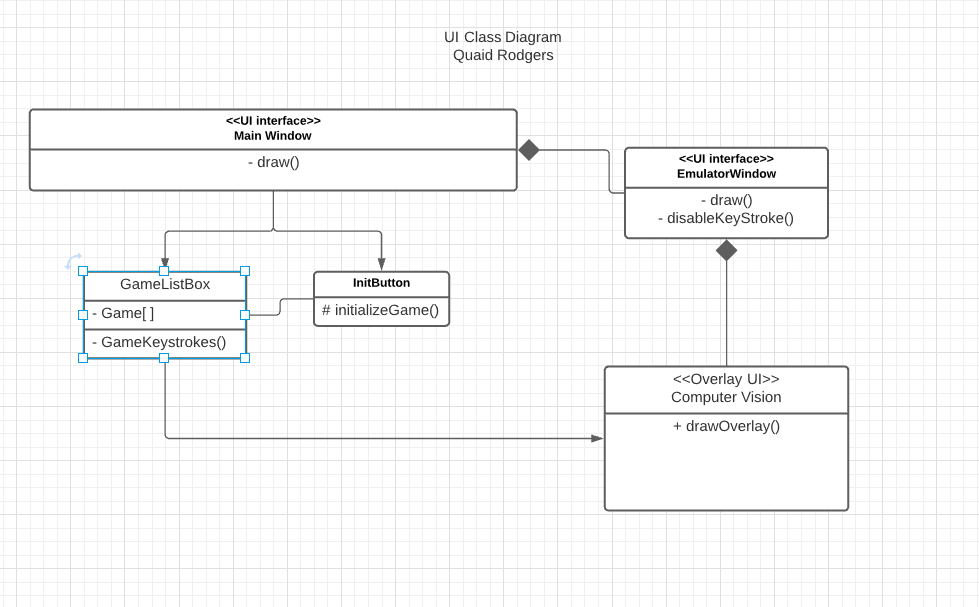 UI Class Diagram
Quaid Rodgers
<<UI interface>>
Main Window
- draw()
<<UI interface>>
EmulatorWindow
- draw()
- disableKeyStroke()
GameListBox
- Game[ ]
- GameKeystrokes()
InitButton
# initializeGame()
<<Overlay UI>>
Computer Vision
+ drawOverlay()